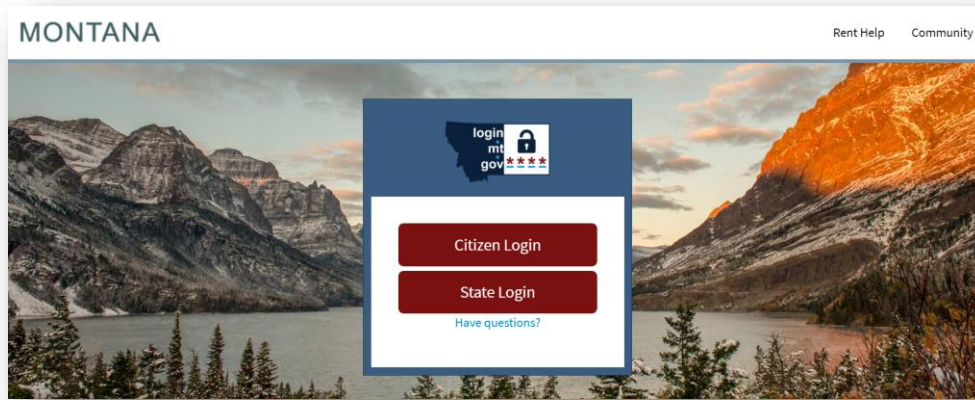 MONTANA
Rent Help Community
login
mt
gov ****
Citizen Login
State Login
Have questions?